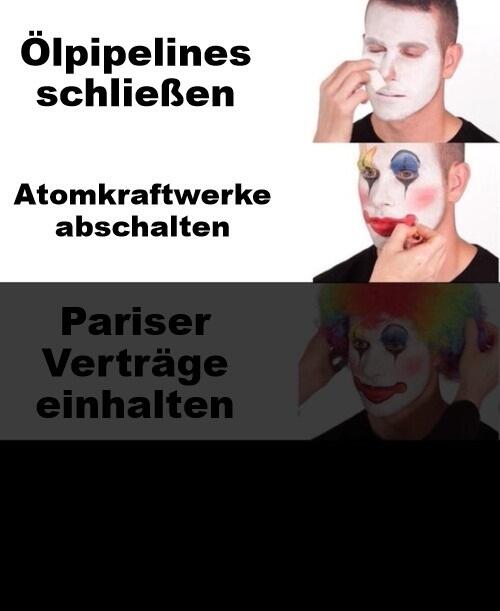 Ölpipelines
schließen
Atomkraftwerke
abschalten
Pariser
Verträge
einhalten